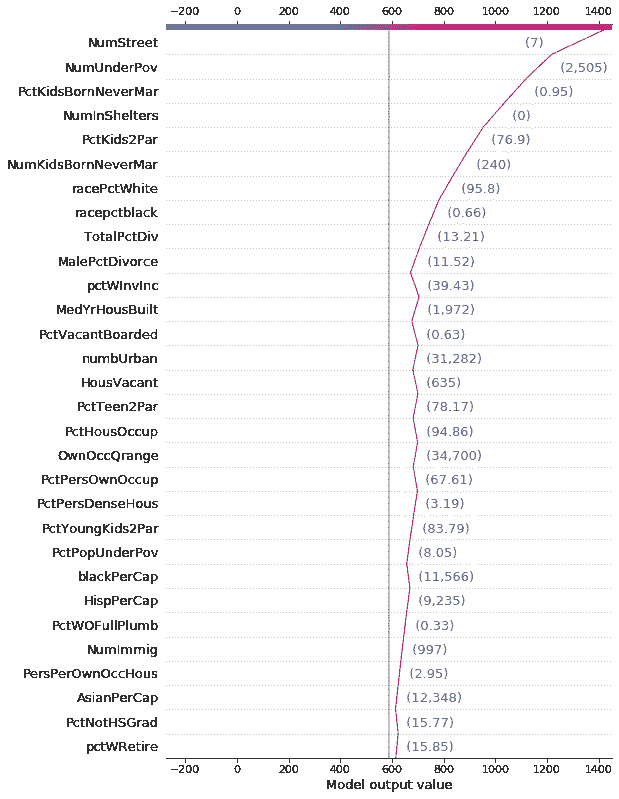 −200 0 200 400 600 800 1000 1200 1400
NumStreet (7)
NumUnderPov (2,505)
PctKidsBornNeverMar (0.95)
NumInShelters (0)
PctKids2Par (76.9)
NumKidsBornNeverMar (240)
racePctWhite (95.8)
racepctblack (0.66)
TotalPctDiv (13.21)
MalePctDivorce (11.52)
pctWInvInc (39.43)
MedYrHousBuilt (1,972)
PctVacantBoarded (0.63)
numbUrban (31,282)
HousVacant (635)
PctTeen2Par (78.17)
PctHousOccup (94.86)
OwnOccQrange (34,700)
PctPersOwnOccup (67.61)
PctPersDenseHous (3.19)
PctYoungKids2Par (83.79)
PctPopUnderPov (8.05)
blackPerCap (11,566)
HispPerCap (9,235)
PctWOFullPlumb (0.33)
NumImmig (997)
PersPerOwnOccHous (2.95)
AsianPerCap (12,348)
PctNotHSGrad (15.77)
pctWRetire (15.85)
−200 0 200 400 600 800 1000 1200 1400
Model output value